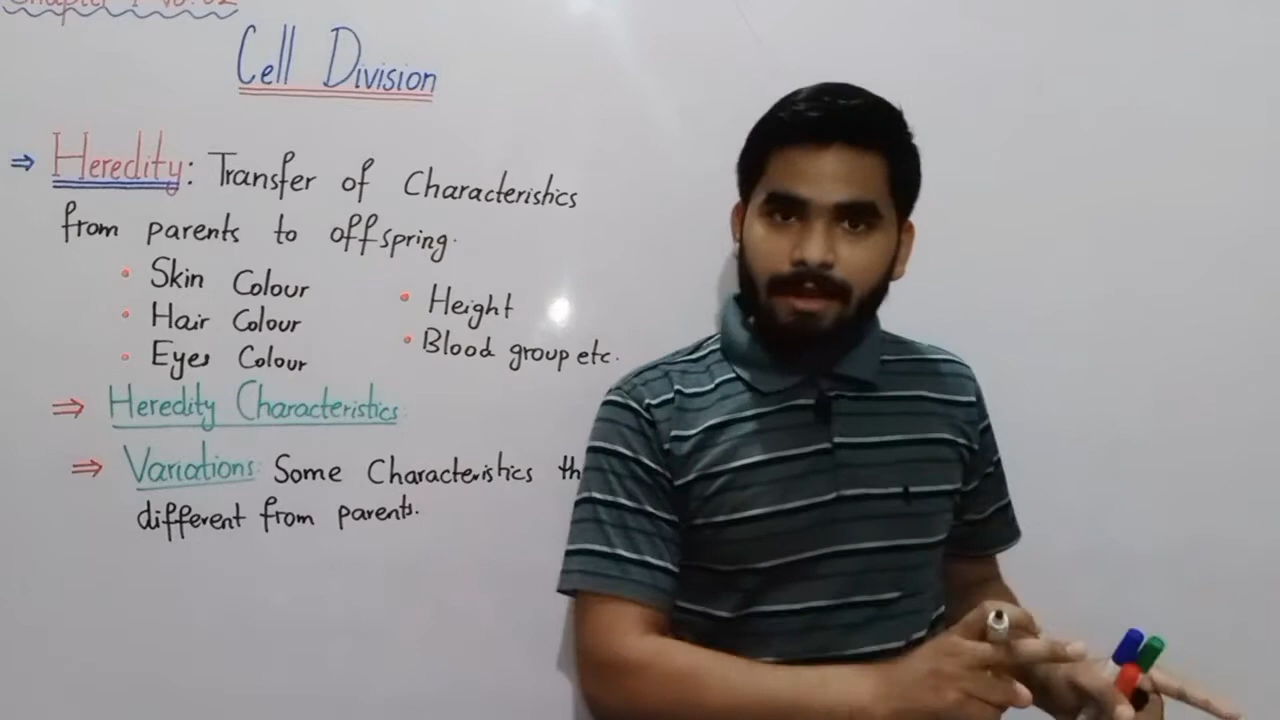 Cell Division
⇒ Heredity: Transfer of Characteristics
from parents to offspring.
• Skin Colour
• Hair Colour
• Eyes Colour
• Height
• Blood group etc.
⇒ Heredity Characteristics:
⇒ Variations: Some Characteristics
different from parents.